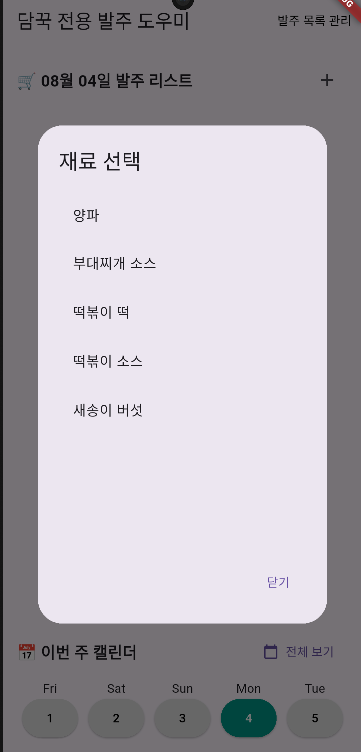 담꾹 전용 발주 도우미
발주 목록 관리
🛒 08월 04일 발주 리스트 +
재료 선택
양파
부대찌개 소스
떡볶이 떡
떡볶이 소스
새송이 버섯
닫기
📅 이번 주 캘린더
전체 보기
Fri Sat Sun Mon Tue
1 2 3 4 5